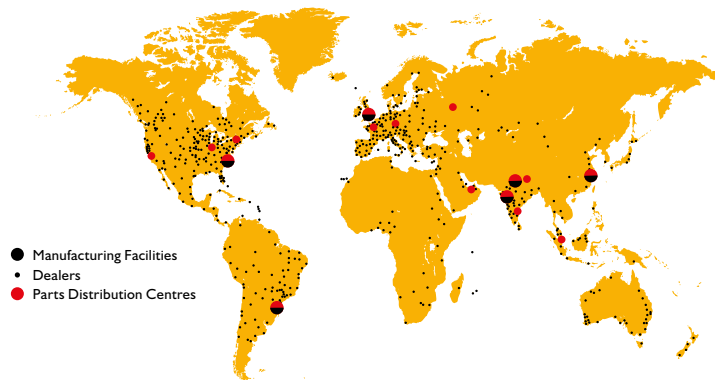 Manufacturing Facilities
Dealers
Parts Distribution Centres